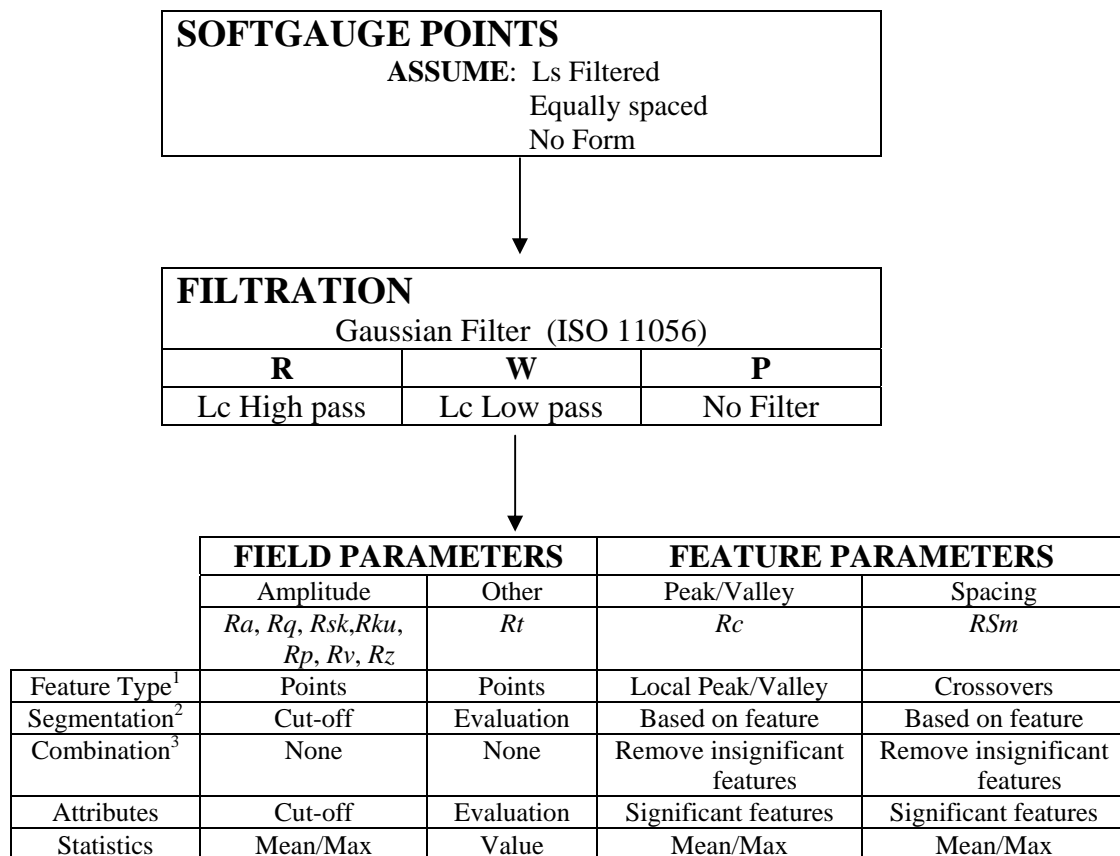 SOFTGAUGE POINTS
ASSUME: Ls Filtered
Equally spaced
No Form
FILTRATION
Gaussian Filter (ISO 11056)
R W P
Lc High pass Lc Low pass No Filter
FIELD PARAMETERS FEATURE PARAMETERS
Amplitude Other Peak/Valley Spacing
Ra, Rq, Rsk,Rku, Rt Rc RSm
Rp, Rv, Rz
Feature Type1 Points Points Local Peak/Valley Crossovers
Segmentation2 Cut-off Evaluation Based on feature Based on feature
Combination3 None None Remove insignificant Remove insignificant
features features
Attributes Cut-off Evaluation Significant features Significant features
Statistics Mean/Max Value Mean/Max Mean/Max